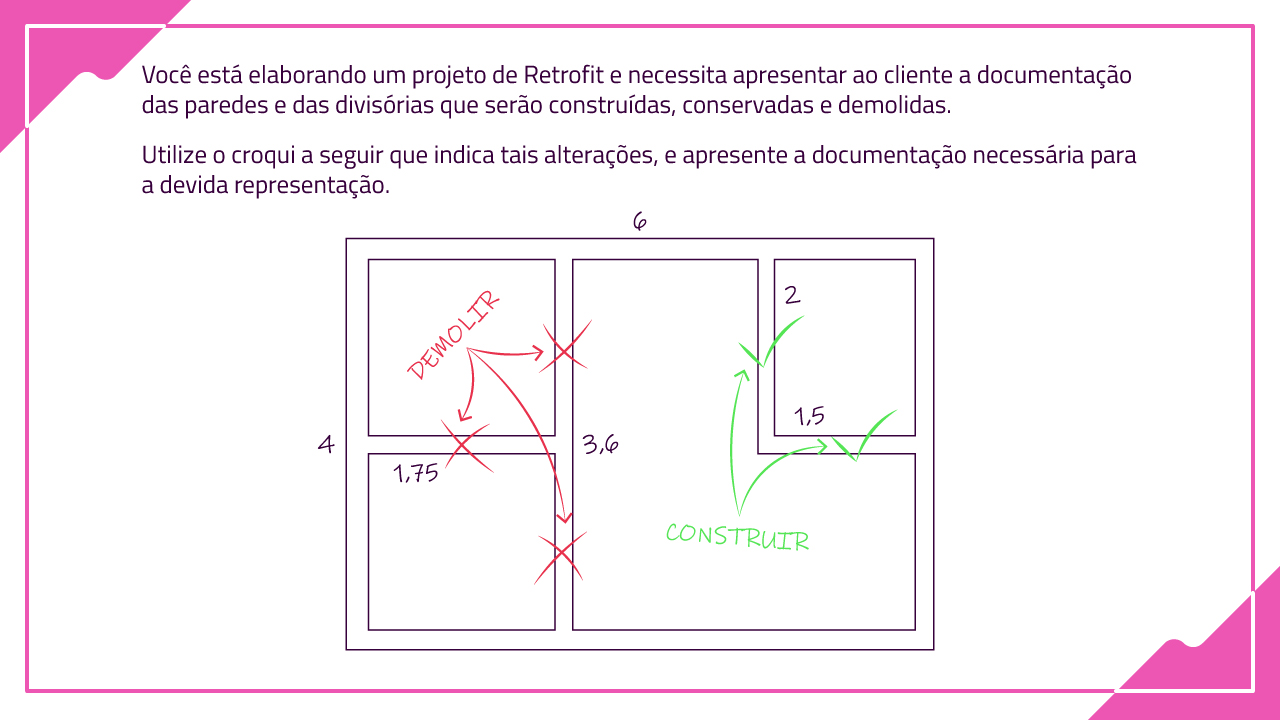 Você está elaborando um projeto de Retrofit e necessita apresentar ao cliente a documentação
das paredes e das divisórias que serão construídas, conservadas e demolidas.
Utilize o croqui a seguir que indica tais alterações, e apresente a documentação necessária para
a devida representação.
6
2
DEMOLIR
1,5
4
3,6
1,75
CONSTRUIR